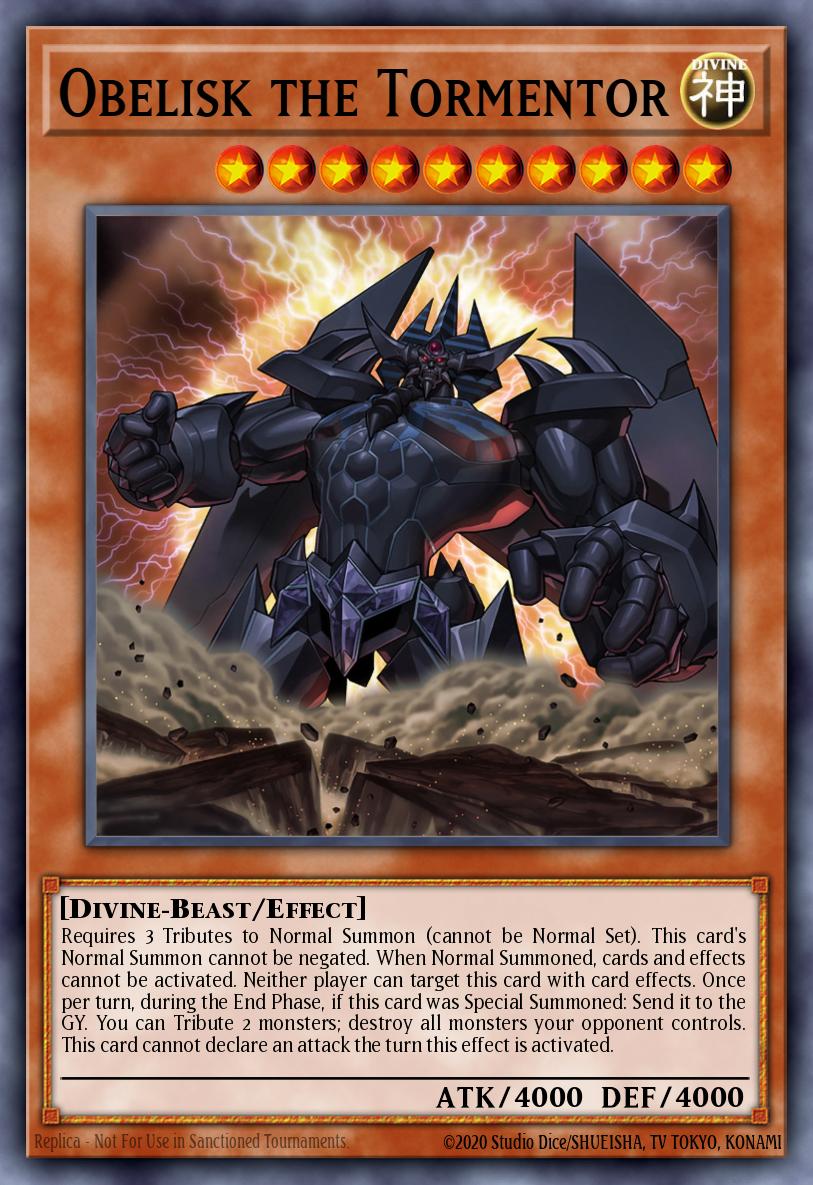 Obelisk the Tormentor
DIVINE
神
[Divine-Beast/Effect]
Requires 3 Tributes to Normal Summon (cannot be Normal Set). This card's
Normal Summon cannot be negated. When Normal Summoned, cards and effects
cannot be activated. Neither player can target this card with card effects. Once
per turn, during the End Phase, if this card was Special Summoned: Send it to the
GY. You can Tribute 2 monsters; destroy all monsters your opponent controls.
This card cannot declare an attack the turn this effect is activated.
ATK/4000 DEF/4000
Replica - Not For Use in Sanctioned Tournaments.
©2020 Studio Dice/SHUEISHA, TV TOKYO, KONAMI